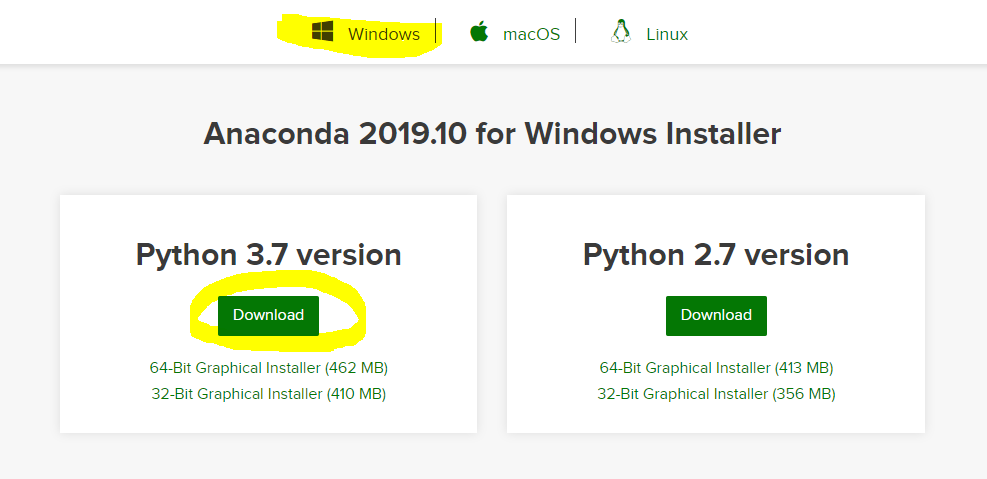 Windows macOS Linux
Anaconda 2019.10 for Windows Installer
Python 3.7 version
Download
64-Bit Graphical Installer (462 MB)
32-Bit Graphical Installer (410 MB)
Python 2.7 version
Download
64-Bit Graphical Installer (413 MB)
32-Bit Graphical Installer (356 MB)